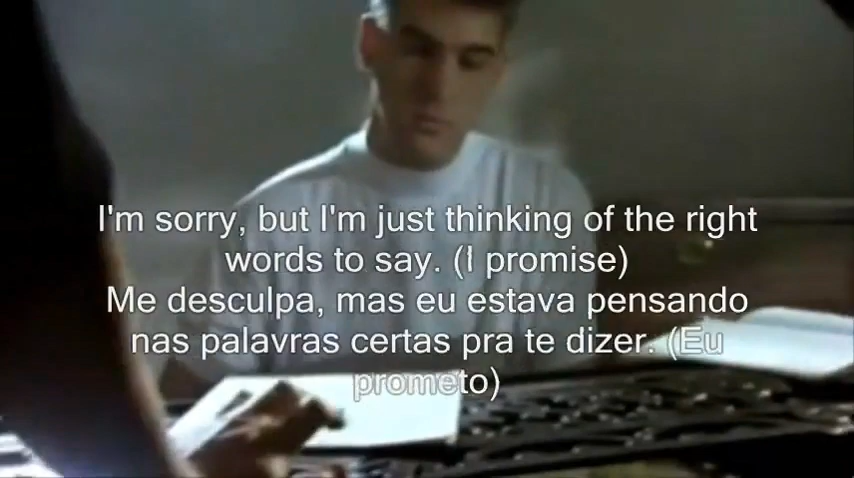 I'm sorry, but I'm just thinking of the right
words to say. (I promise)
Me desculpa, mas eu estava pensando
nas palavras certas pra te dizer. (Eu
prometo)